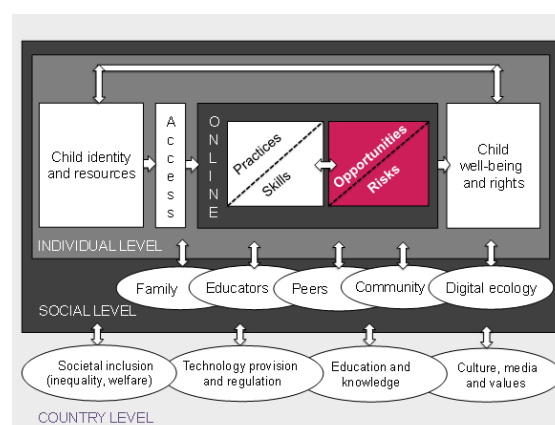 Child identity
and resources
Access
ONLINE
Practices
Skills
Opportunities
Risks
Child
well-being
and rights
INDIVIDUAL LEVEL
Family
Educators
Peers
Community
Digital ecology
SOCIAL LEVEL
Societal inclusion
(inequality, welfare)
Technology provision
and regulation
Education and
knowledge
Culture, media
and values
COUNTRY LEVEL